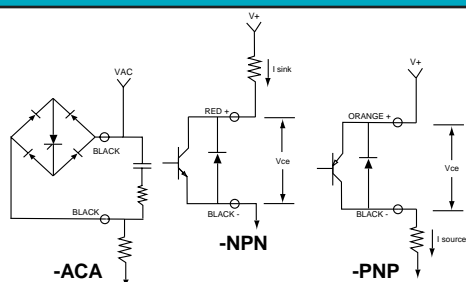 VAC
BLACK
BLACK
-ACA
V+
I sink
RED +
Vce
BLACK -
-NPN
V+
ORANGE +
Vce
BLACK -
I source
-PNP